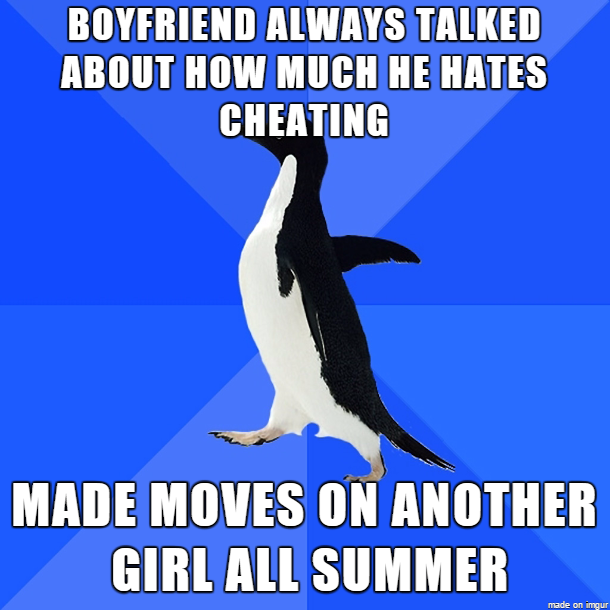 BOYFRIEND ALWAYS TALKED
ABOUT HOW MUCH HE HATES
CHEATING
MADE MOVES ON ANOTHER
GIRL ALL SUMMER
made on imgur